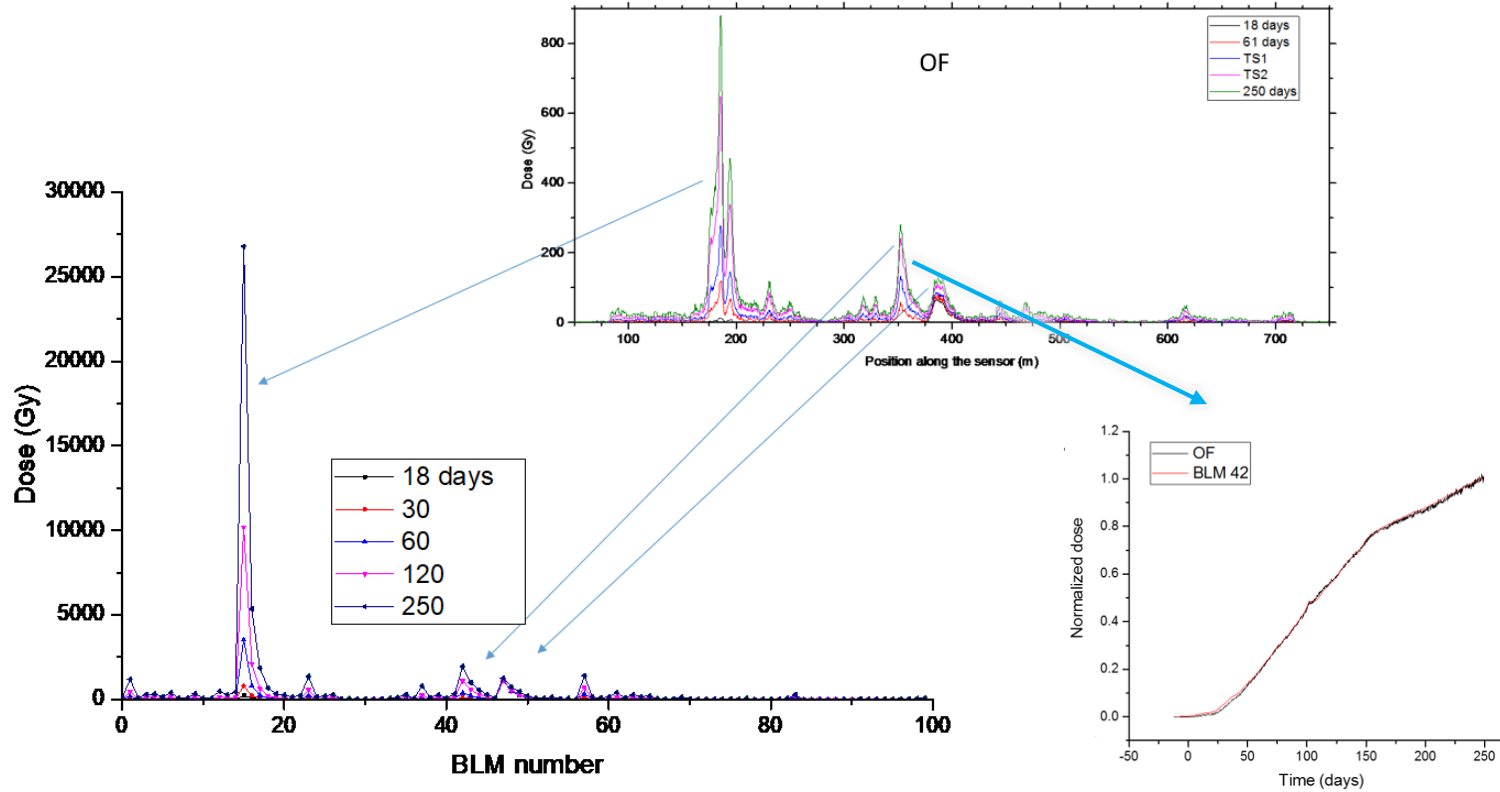 OF
18 days
61 days
TS1
TS2
250 days
Dose (Gy)
800
600
400
200
0
100
200
300
400
500
600
700
Position along the sensor (m)
Dose (Gy)
30000
25000
20000
15000
10000
5000
0
18 days
30
60
120
250
0
20
40
60
80
100
BLM number
Normalized dose
1.2
1.0
0.8
0.6
0.4
0.2
0.0
OF
BLM 42
-50
0
50
100
150
200
250
Time (days)